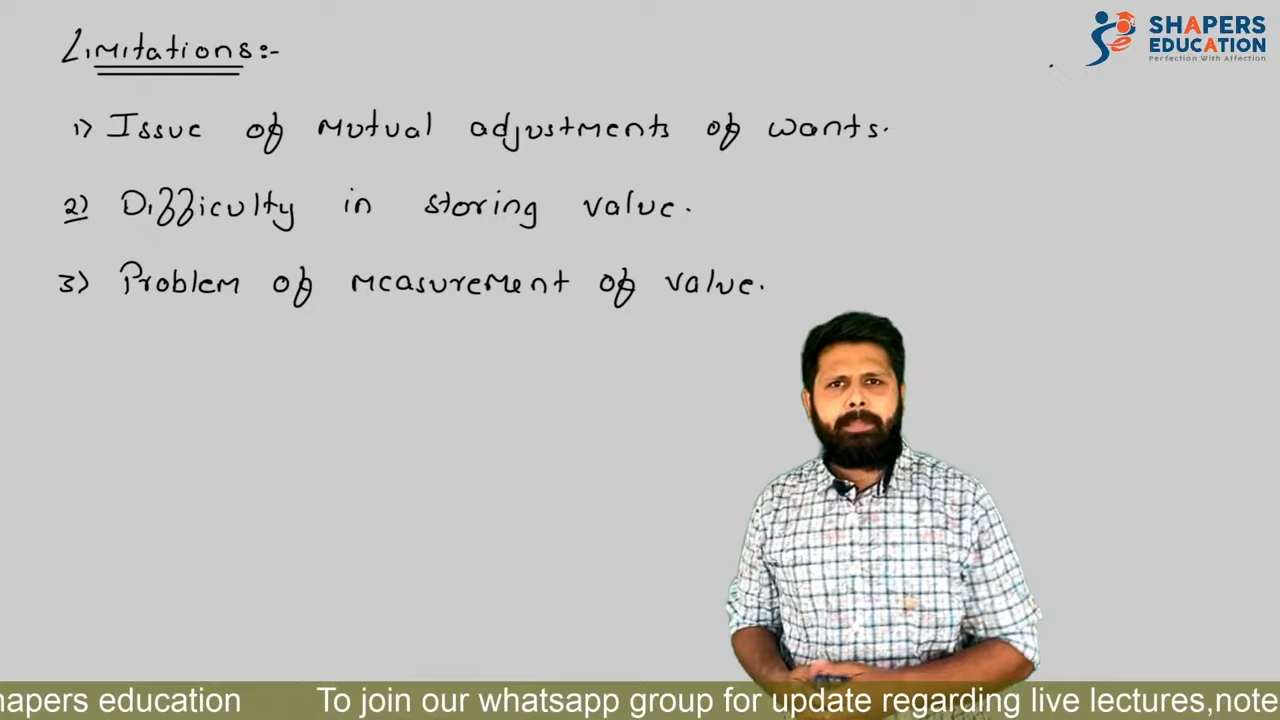 Limitations:-
SHAPERS
EDUCATION
Perfection With Affection
1) Issue of Mutual adjustments of wants.
2) Difficulty in storing value.
3) Problem of measurement of value.
hapers education To join our whatsapp group for update regarding live lectures,note